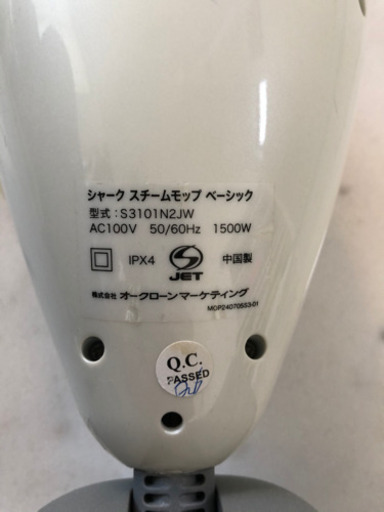 シャーク スチームモップ ベーシック
型式：S3101N2JW
AC100V 50/60Hz 1500W
IPX4 JET 中国製
株式会社 オークローンマーケティング
MOP24070553-01
Q.C.
PASSED